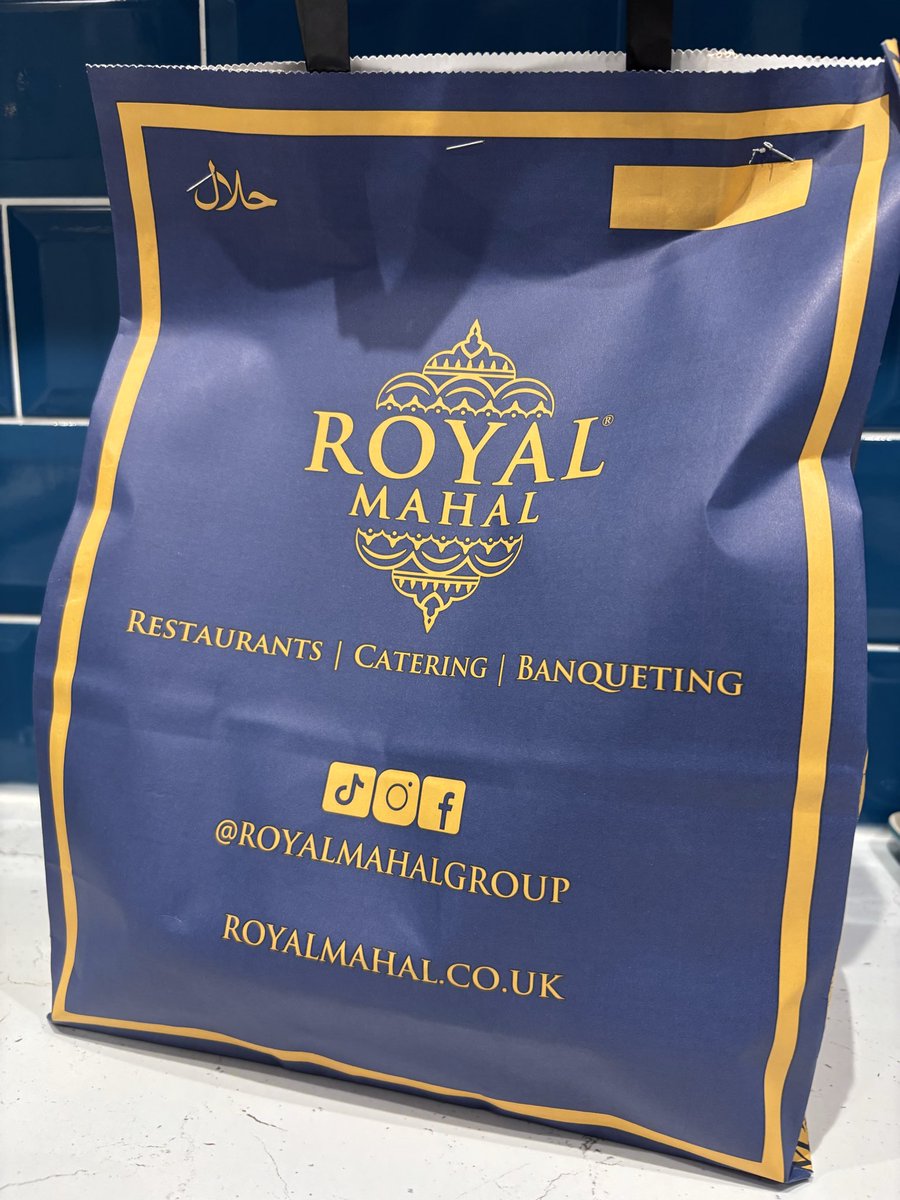 حلال
ROYAL®
MAHAL
RESTAURANTS | CATERING | BANQUETING
@ROYALMAHALGROUP
ROYALMAHAL.CO.UK